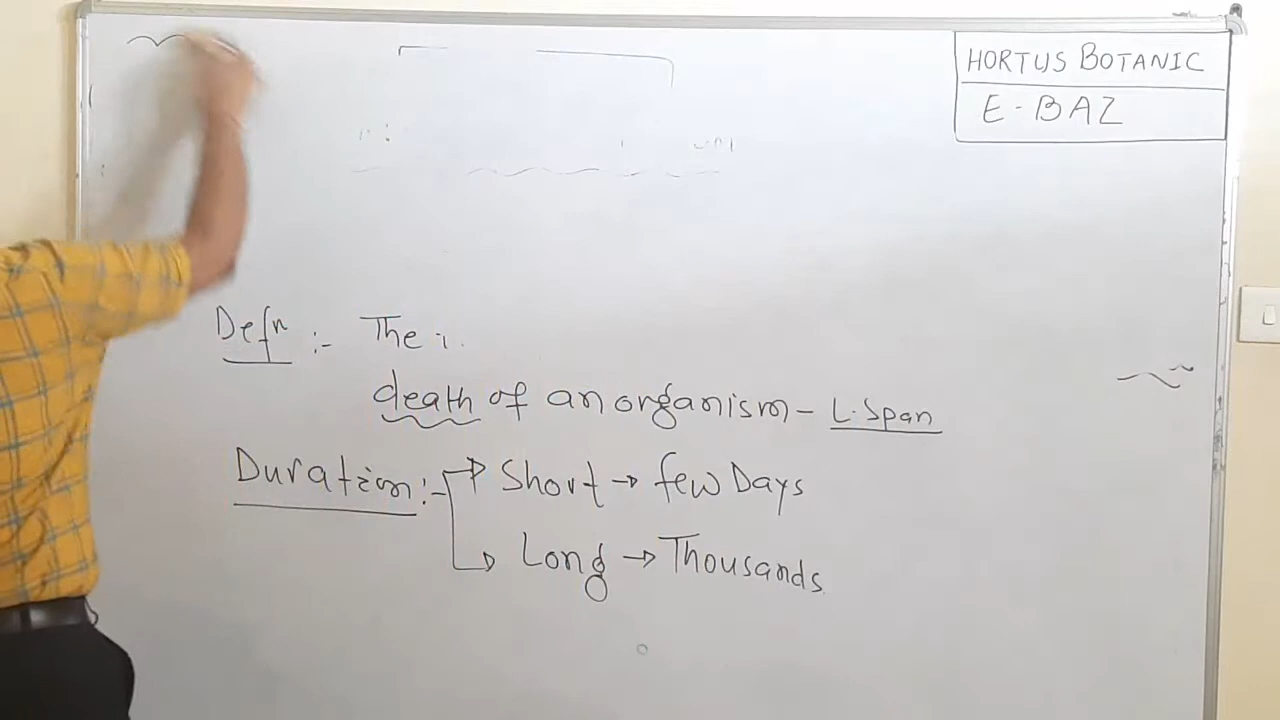 HORTUS BOTANIC
E-BAZ
Defn :- The i
death of an organism - L.Span
Duration :- → Short → few Days
→ Long → Thousands